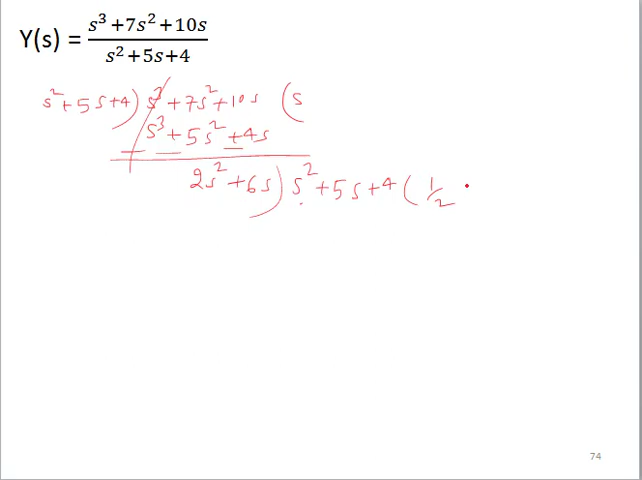 Y(s) = (s³ +7s² +10s)/(s² +5s+4)
s² +5s+4) s³ +7s² +10s (s
s³ +5s² +4s
2s² +6s) s² +5s+4 (1/2
74